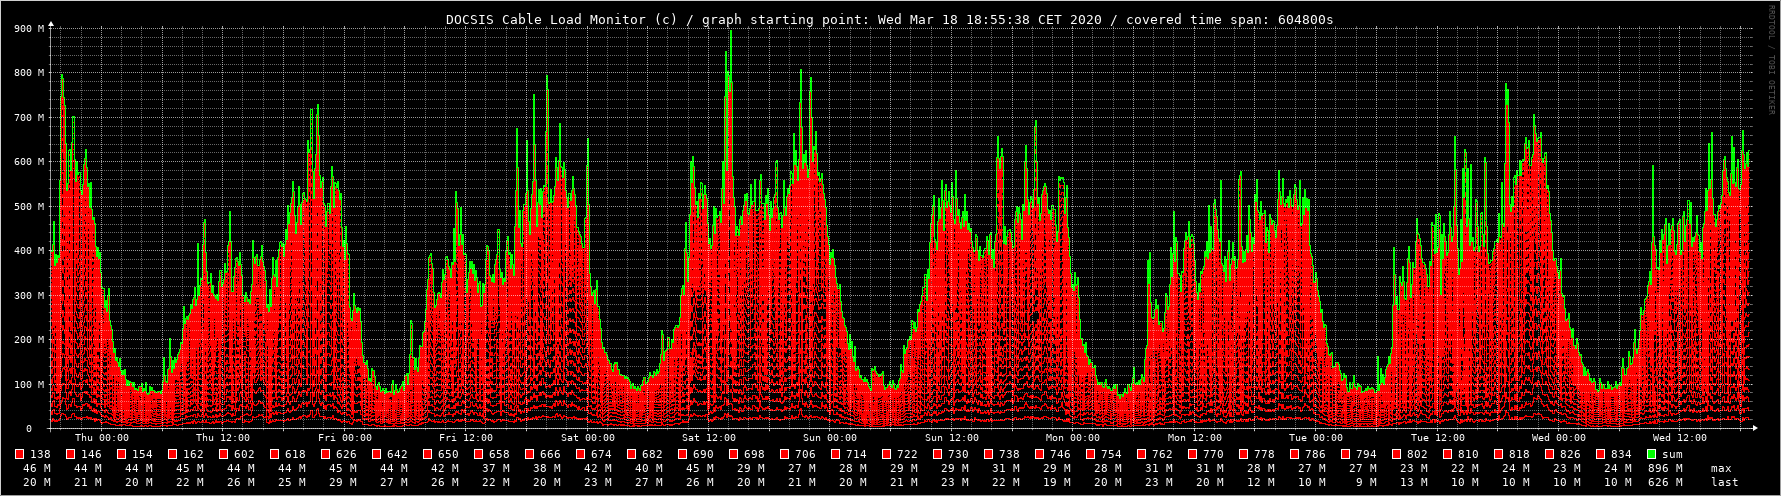 DOCSIS Cable Load Monitor (c) / graph starting point: Wed Mar 18 18:55:38 CET 2020 / covered time span: 604800s
RRDTOOL / TOBI OETIKER
900 M
800 M
700 M
600 M
500 M
400 M
300 M
200 M
100 M
0
Thu 00:00 Thu 12:00 Fri 00:00 Fri 12:00 Sat 00:00 Sat 12:00 Sun 00:00 Sun 12:00 Mon 00:00 Mon 12:00 Tue 00:00 Tue 12:00 Wed 00:00 Wed 12:00
138 146 154 162 602 618 626 642 650 658 666 674 682 690 698 706 714 722 730 738 746 754 762 770 778 786 794 802 810 818 826 834 sum
46 M 44 M 44 M 45 M 44 M 44 M 45 M 44 M 42 M 37 M 38 M 42 M 40 M 45 M 29 M 29 M 28 M 29 M 29 M 31 M 29 M 28 M 31 M 31 M 28 M 27 M 27 M 23 M 22 M 24 M 23 M 24 M 896 M max
20 M 21 M 20 M 22 M 26 M 25 M 29 M 27 M 26 M 22 M 20 M 23 M 27 M 26 M 20 M 21 M 20 M 21 M 23 M 22 M 19 M 20 M 23 M 20 M 12 M 10 M 9 M 13 M 10 M 10 M 10 M 10 M 626 M last